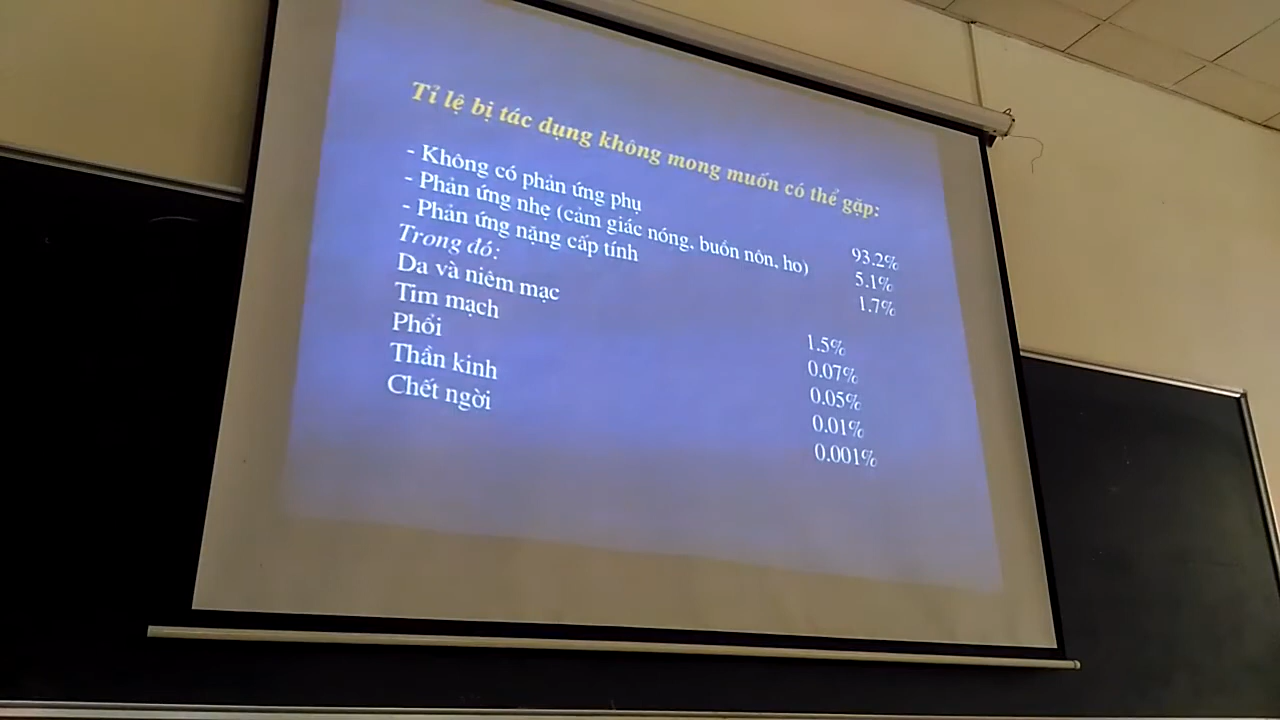 Tỉ lệ bị tác dụng không mong muốn có thể gặp:
- Không có phản ứng phụ 93.2%
- Phản ứng nhẹ (cảm giác nóng, buồn nôn, ho) 5.1%
- Phản ứng nặng cấp tính 1.7%
Trong đó:
Da và niêm mạc 1.5%
Tim mạch 0.07%
Phổi 0.05%
Thần kinh 0.01%
Chết ngời 0.001%